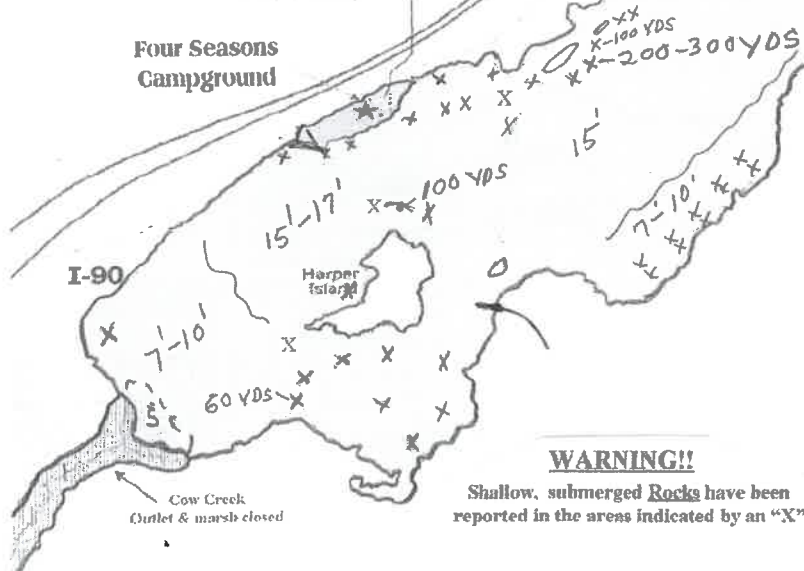 Four Seasons
Campground
XX
X-100 YDS
X-200-300 YDS
15'
100 YDS
15'-17'
7'-10'
I-90
Harper
Island
7'-10'
60 YDS
5'
Cow Creek
Outlet & marsh closed
WARNING!!
Shallow, submerged Rocks have been
reported in the areas indicated by an "X"